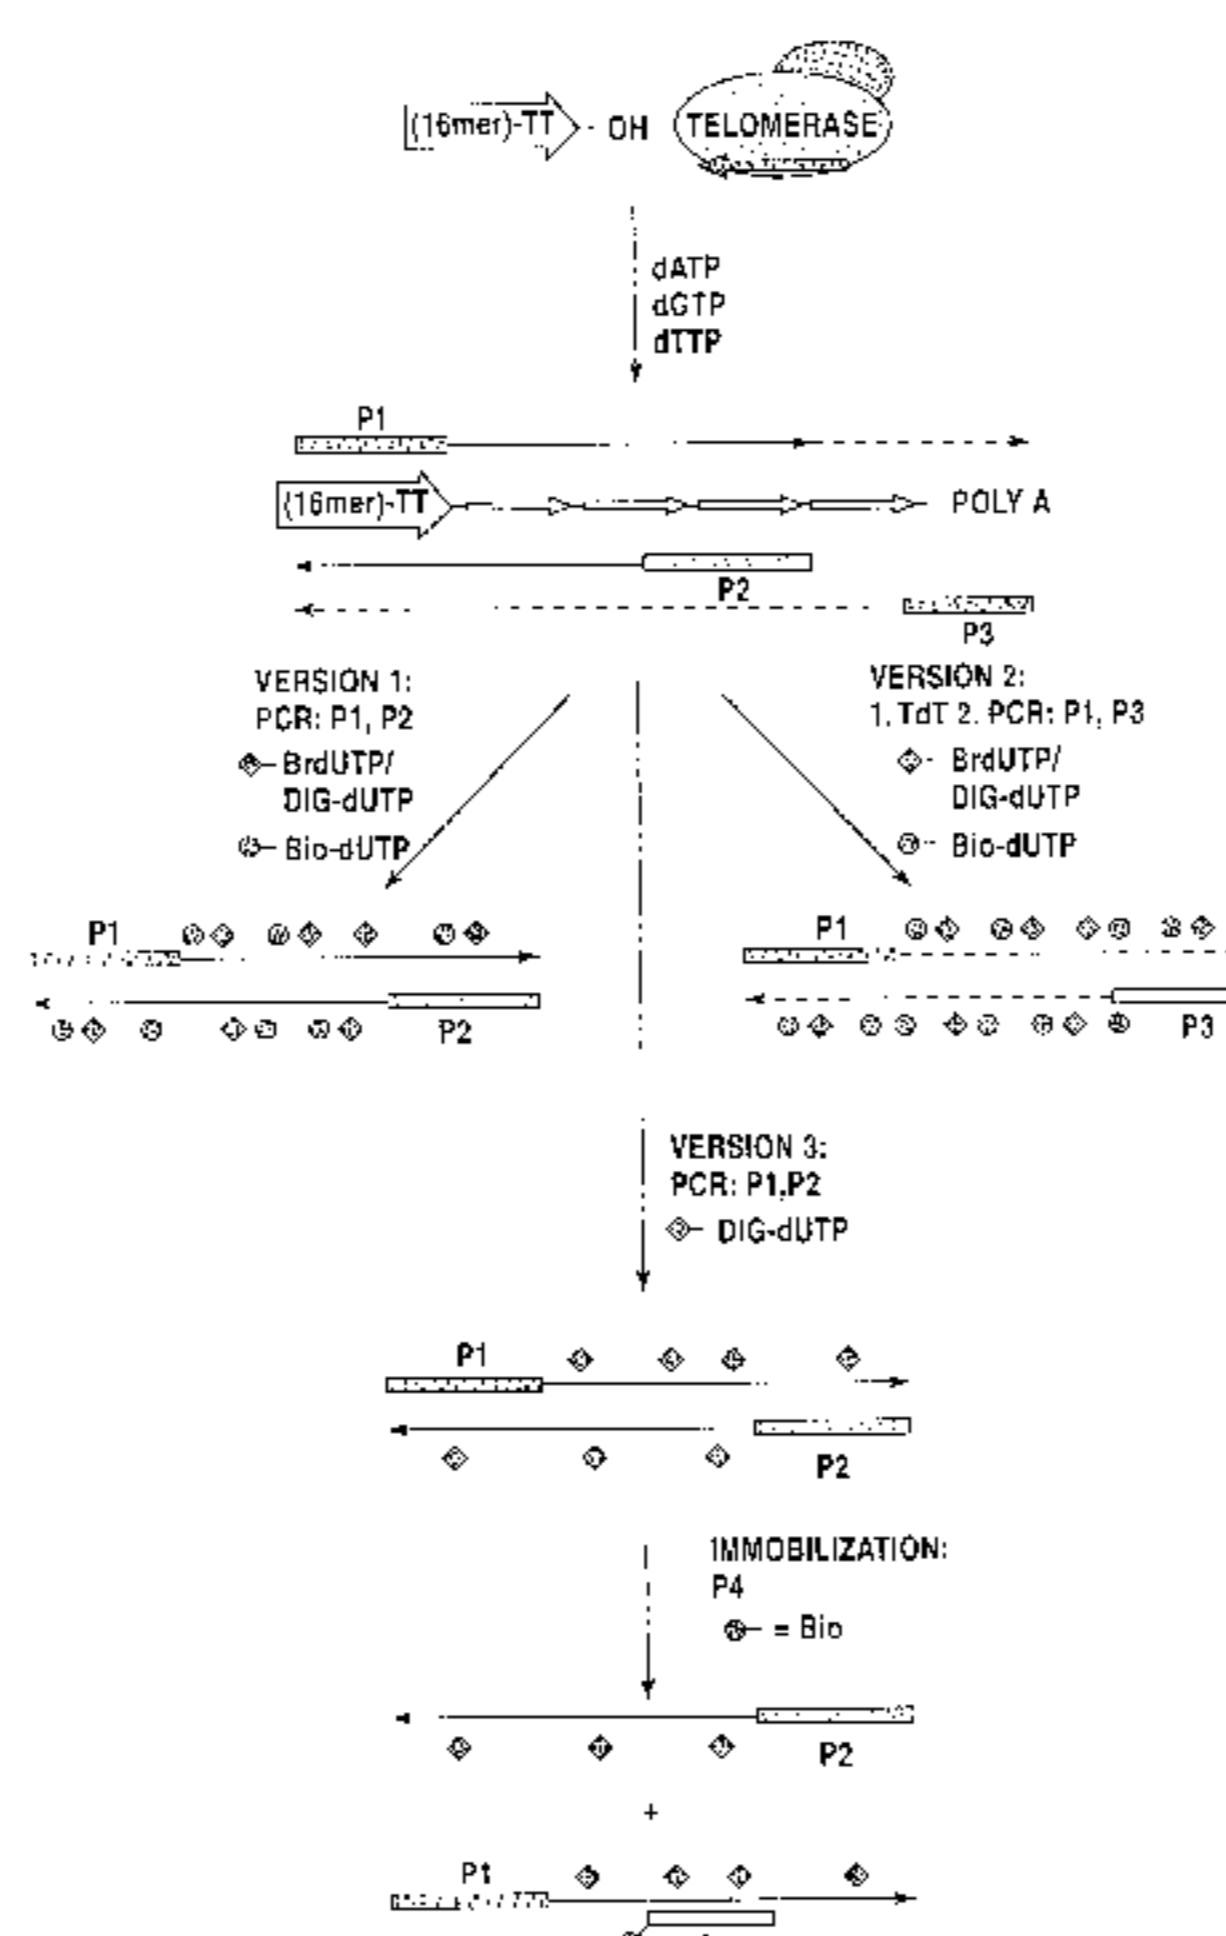 (16mer)-TT - OH TELOMERASE
dATP
dGTP
dTTP
P1
(16mer)-TT POLY A
P2
P3
VERSION 1:
PCR: P1, P2
BrdUTP/
DIG-dUTP
Bio-dUTP
VERSION 2:
1. TdT 2. PCR: P1, P3
BrdUTP/
DIG-dUTP
Bio-dUTP
P1
P2
P1
P3
VERSION 3:
PCR: P1,P2
DIG-dUTP
P1
P2
IMMOBILIZATION:
P4
= Bio
P2
+
P1